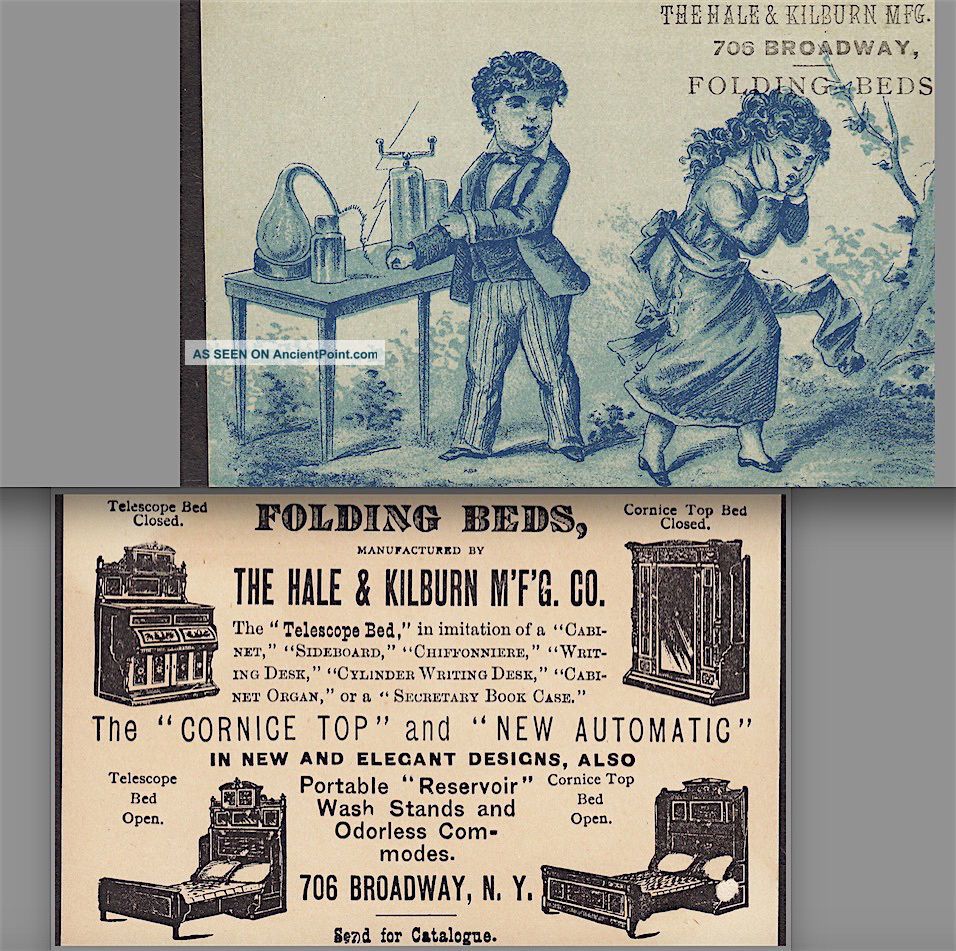 THE HALE & KILBURN MFG.
706 BROADWAY,
FOLDING BEDS
AS SEEN ON AncientPoint.com
Telescope Bed
Closed.
FOLDING BEDS,
Cornice Top Bed
Closed.
MANUFACTURED BY
THE HALE & KILBURN M'F'G. CO.
The "Telescope Bed," in imitation of a "CABI-
NET," "SIDEBOARD," "CHIFFONNIERE," "WRIT-
ING DESK," "CYLINDER WRITING DESK," "CABI-
NET ORGAN," or a "SECRETARY BOOK CASE."
The "CORNICE TOP" and "NEW AUTOMATIC"
IN NEW AND ELEGANT DESIGNS, ALSO
Telescope
Bed
Open.
Portable "Reservoir"
Wash Stands and
Odorless Com-
modes.
Cornice Top
Bed
Open.
706 BROADWAY, N. Y.
Send for Catalogue.